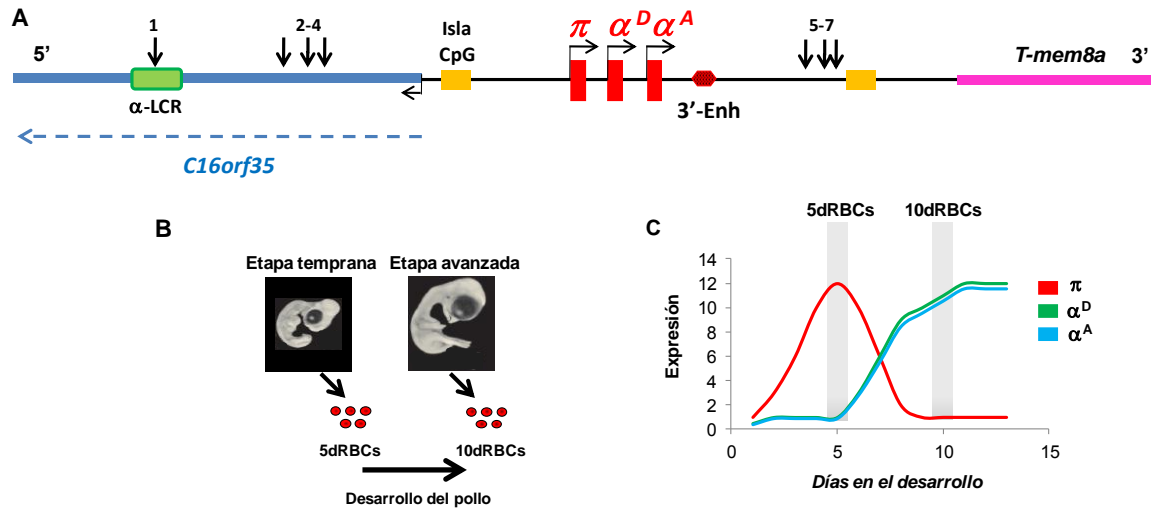 A
5’
1
2-4
Isla
CpG
π
α D
α A
5-7
T-mem8a
3’
α-LCR
3’-Enh
C16orf35
B
Etapa temprana
Etapa avanzada
5dRBCs
10dRBCs
Desarrollo del pollo
C
5dRBCs
10dRBCs
Expresión
14
12
10
8
6
4
2
0
0
5
10
15
Días en el desarrollo
π
αD
αA